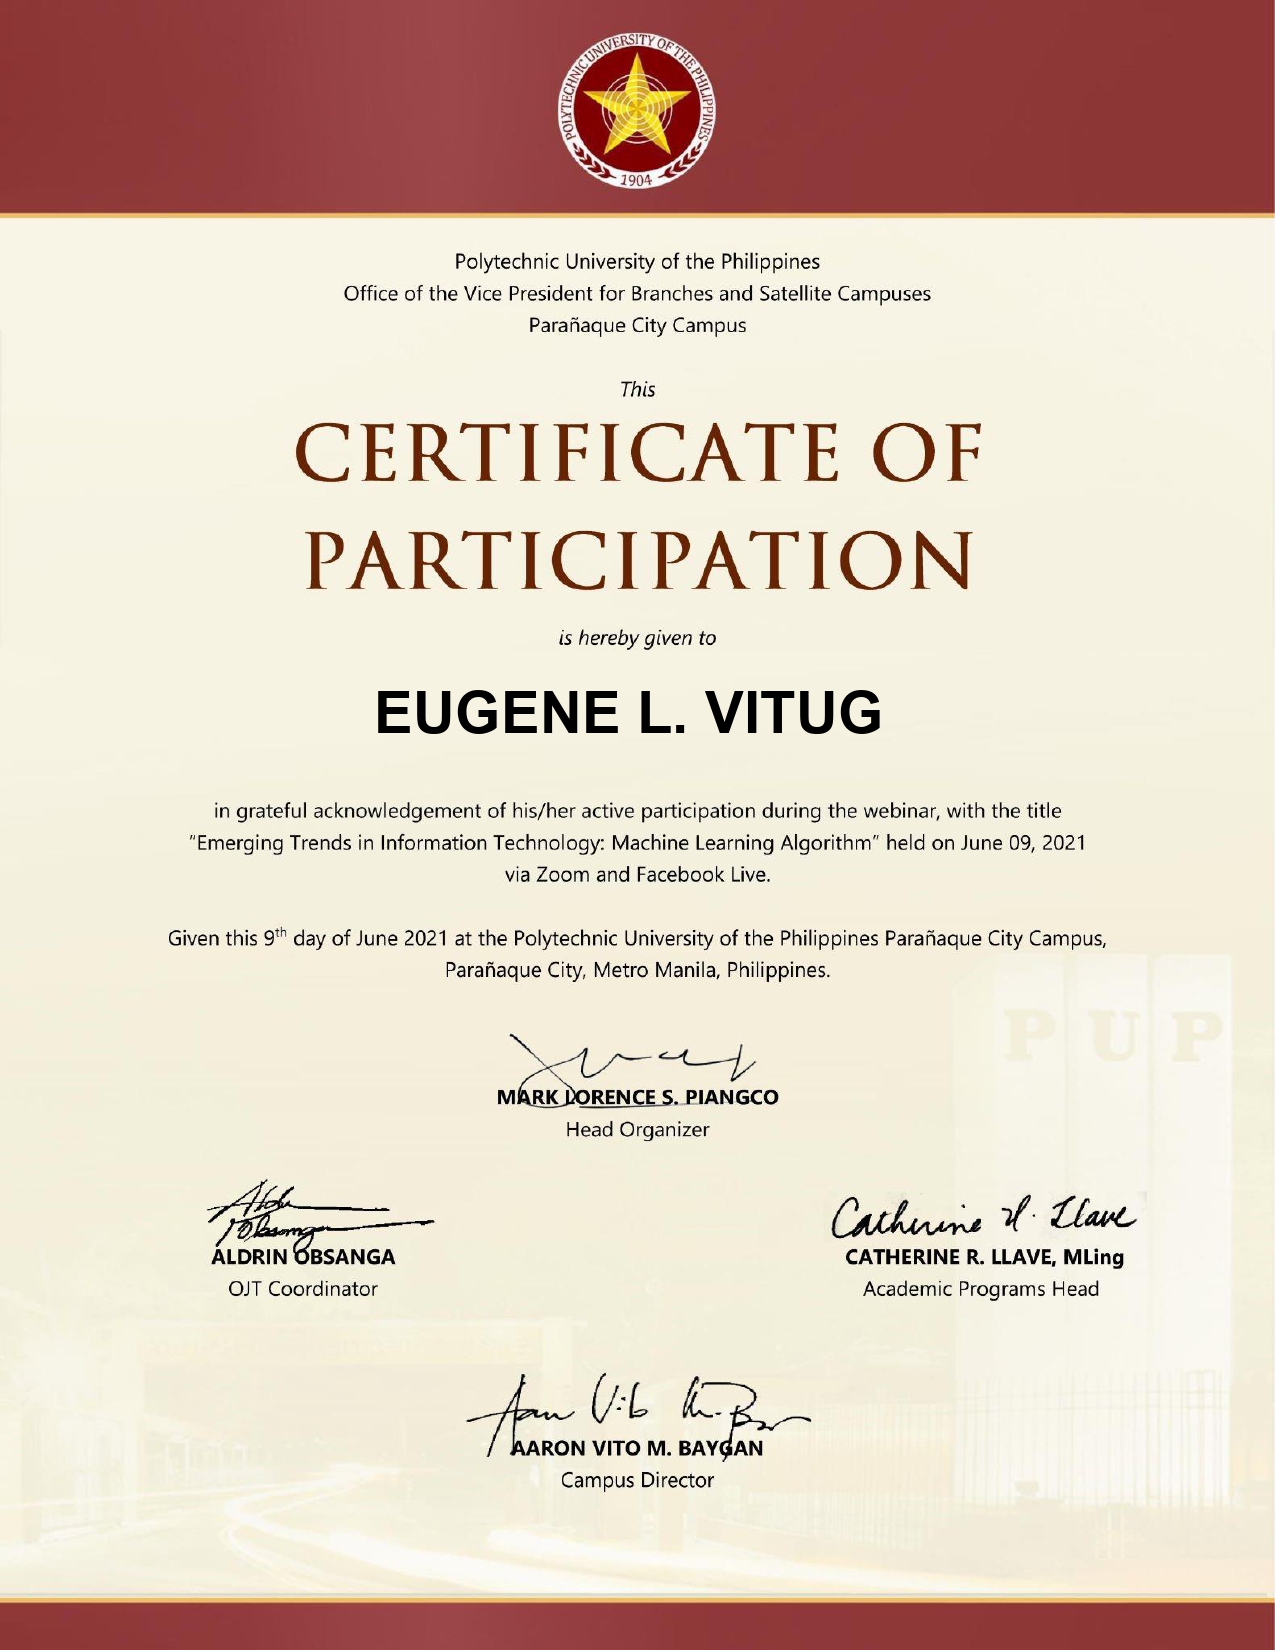 POLYTECHNIC UNIVERSITY OF THE PHILIPPINES
1904
Polytechnic University of the Philippines
Office of the Vice President for Branches and Satellite Campuses
Parañaque City Campus
This
CERTIFICATE OF
PARTICIPATION
is hereby given to
EUGENE L. VITUG
in grateful acknowledgement of his/her active participation during the webinar, with the title
“Emerging Trends in Information Technology: Machine Learning Algorithm” held on June 09, 2021
via Zoom and Facebook Live.
Given this 9th day of June 2021 at the Polytechnic University of the Philippines Parañaque City Campus,
Parañaque City, Metro Manila, Philippines.
PUP
MARK LORENCE S. PIANGCO
Head Organizer
Catherine R. Llave
ALDRIN OBSANGA
OJT Coordinator
CATHERINE R. LLAVE, MLing
Academic Programs Head
AARON VITO M. BAYGAN
Campus Director